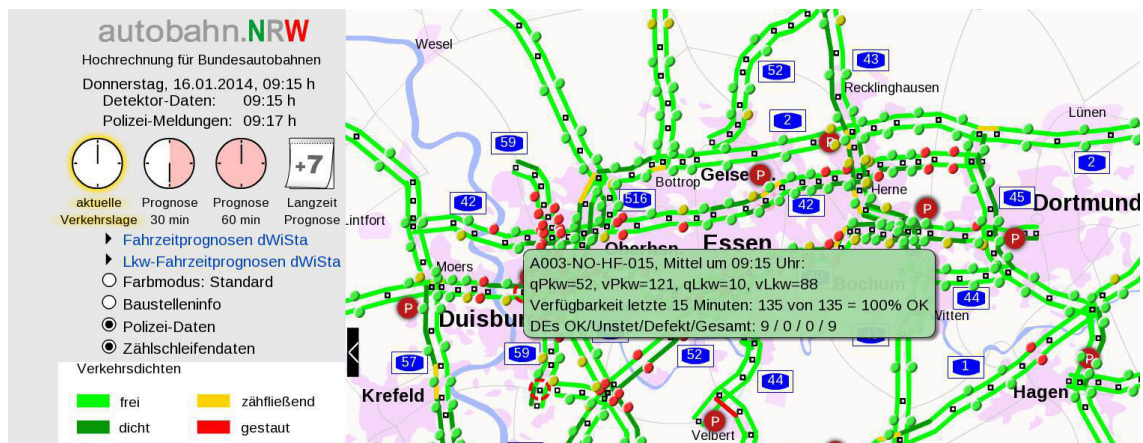 autobahn.NRW
Hochrechnung für Bundesautobahnen
Donnerstag, 16.01.2014, 09:15 h
Detektor-Daten: 09:15 h
Polizei-Meldungen: 09:17 h
+7
aktuelle Verkehrslage
Prognose 30 min
Prognose 60 min
Langzeit Prognose
Fahrzeitprognosen dWiSta
Lkw-Fahrzeitprognosen dWiSta
Farbmodus: Standard
Baustelleninfo
Polizei-Daten
Zählschleifendaten
Verkehrsdichten
frei
zähfließend
dicht
gestaut
Wesel
43
52
Recklinghausen
Lünen
2
59
P
2
Bottrop
Gelse
P
Herne
42
516
42
45
Dortmund
Lintfort
P
P
Essen
Moers
A003-NO-HF-015, Mittel um 09:15 Uhr:
qPkw=52, vPkw=121, qLkw=10, vLkw=88
Verfügbarkeit letzte 15 Minuten: 135 von 135 = 100% OK
DEs OK/Unstet/Defekt/Gesamt: 9 / 0 / 0 / 9
Bochum
44
Witten
P
Duisbur
57
59
52
1
P
44
Krefeld
Hagen
P
Velbert